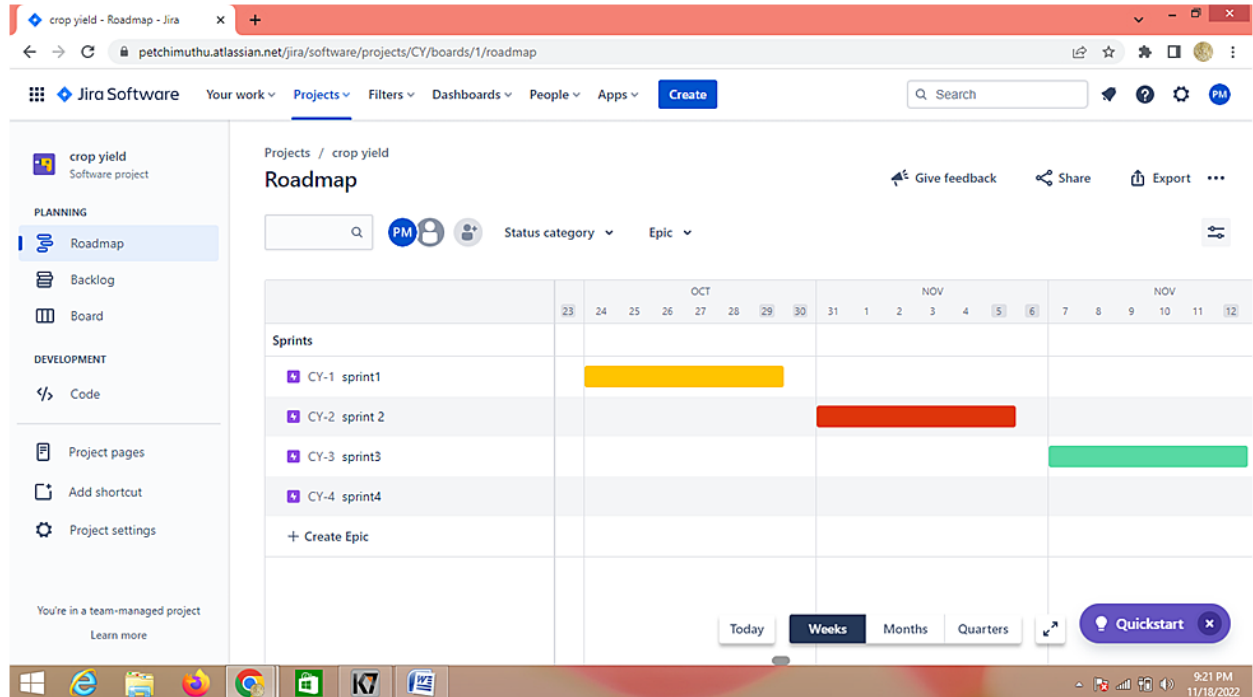 crop yield - Roadmap - Jira
petchimuthu.atlassian.net/jira/software/projects/CY/boards/1/roadmap
Jira Software Your work Projects Filters Dashboards People Apps Create Search PM
crop yield
Software project
PLANNING
Roadmap
Backlog
Board
DEVELOPMENT
Code
Project pages
Add shortcut
Project settings
You're in a team-managed project
Learn more
Projects / crop yield
Roadmap
Give feedback Share Export
PM Status category Epic
OCT NOV NOV
23 24 25 26 27 28 29 30 31 1 2 3 4 5 6 7 8 9 10 11 12
Sprints
CY-1 sprint1
CY-2 sprint 2
CY-3 sprint3
CY-4 sprint4
+ Create Epic
Today Weeks Months Quarters Quickstart
K7
9:21 PM
11/18/2022